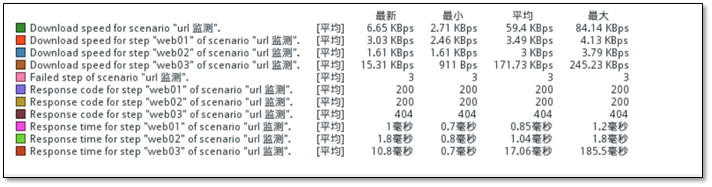 最新 最小 平均 最大
Download speed for scenario "url 监测". [平均] 6.65 KBps 2.71 KBps 59.4 KBps 84.14 KBps
Download speed for step "web01" of scenario "url 监测". [平均] 3.03 KBps 2.46 KBps 3.49 KBps 4.13 KBps
Download speed for step "web02" of scenario "url 监测". [平均] 1.61 KBps 1.61 KBps 3 KBps 3.79 KBps
Download speed for step "web03" of scenario "url 监测". [平均] 15.31 KBps 911 Bps 171.73 KBps 245.23 KBps
Failed step of scenario "url 监测". [平均] 3 3 3 3
Response code for step "web01" of scenario "url 监测". [平均] 200 200 200 200
Response code for step "web02" of scenario "url 监测". [平均] 200 200 200 200
Response code for step "web03" of scenario "url 监测". [平均] 404 404 404 404
Response time for step "web01" of scenario "url 监测". [平均] 1毫秒 0.7毫秒 0.85毫秒 1.2毫秒
Response time for step "web02" of scenario "url 监测". [平均] 1.8毫秒 0.8毫秒 1.04毫秒 1.8毫秒
Response time for step "web03" of scenario "url 监测". [平均] 10.8毫秒 0.7毫秒 17.06毫秒 185.5毫秒